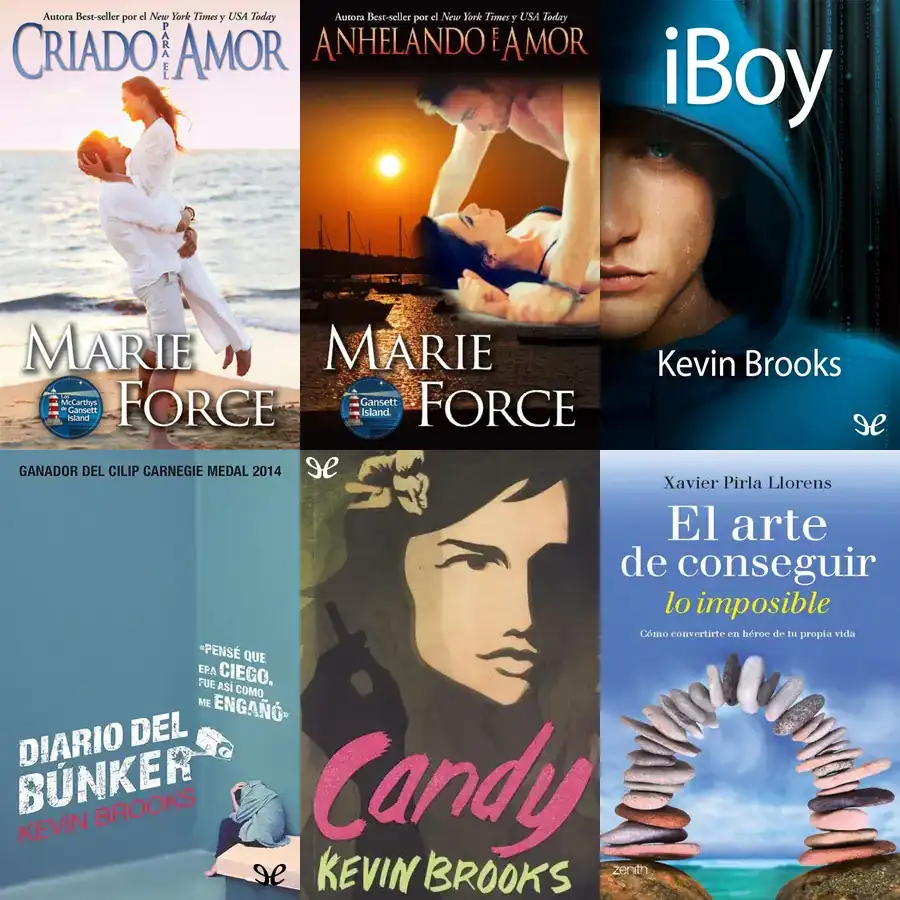 Autora Best-seller por el New York Times y USA Today
CRIADO PARA EL AMOR
MARIE
FORCE
Los
McCarthys
de Gansett
Island
Autora Best-seller por el New York Times y USA Today
ANHELANDO EL AMOR
MARIE
FORCE
Gansett
Island
iBoy
Kevin Brooks
GANADOR DEL CILIP CARNEGIE MEDAL 2014
«PENSÉ QUE
ERA CIEGO.
FUE ASÍ COMO
ME ENGAÑÓ»
DIARIO DEL
BÚNKER
KEVIN BROOKS
Candy
KEVIN BROOKS
Xavier Pirla Llorens
El arte
de conseguir
lo imposible
Cómo convertirte en héroe de tu propia vida
zenith